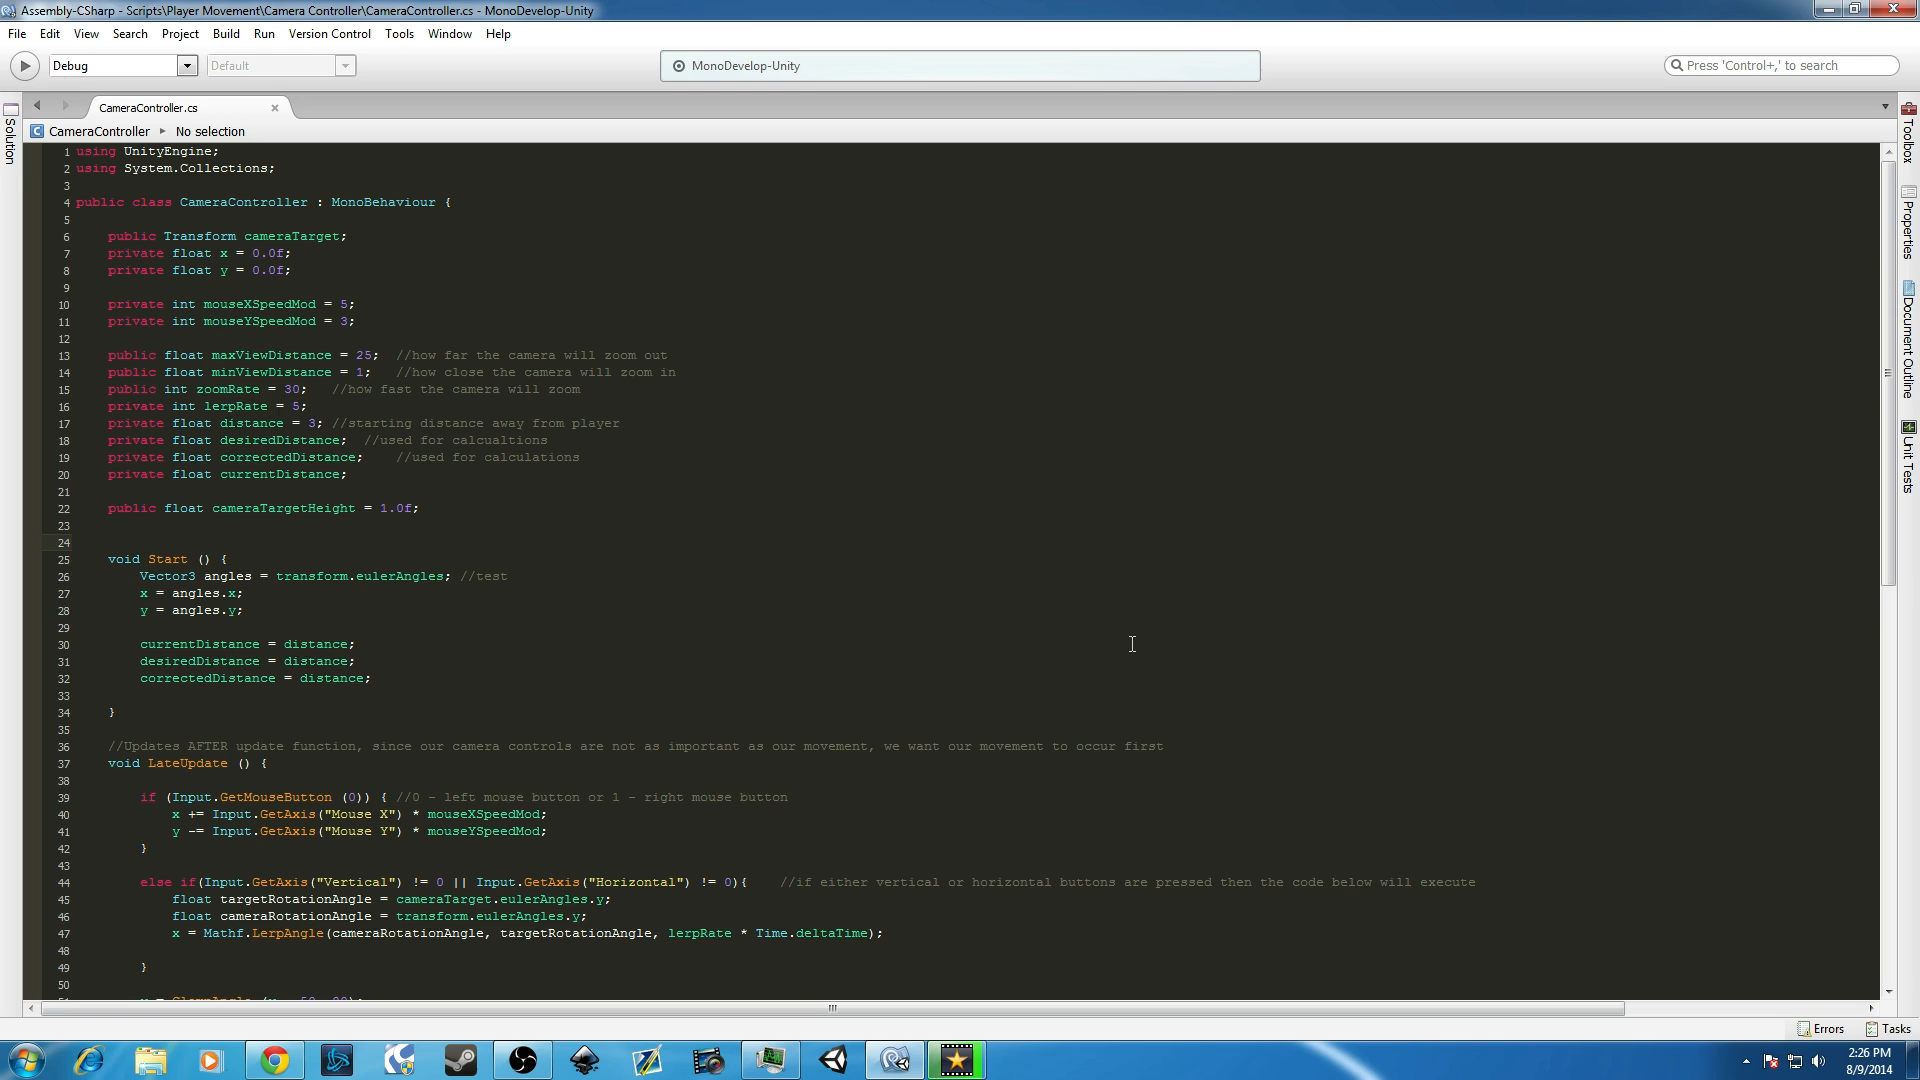 Assembly-CSharp - Scripts\Player Movement\Camera Controller\CameraController.cs - MonoDevelop-Unity
File Edit View Search Project Build Run Version Control Tools Window Help
Debug Default MonoDevelop-Unity Press 'Control+,' to search
CameraController.cs
CameraController No selection
Solution
Toolbox
Properties
Document Outline
Unit Tests
1 using UnityEngine;
2 using System.Collections;
3
4 public class CameraController : MonoBehaviour {
5
6 public Transform cameraTarget;
7 private float x = 0.0f;
8 private float y = 0.0f;
9
10 private int mouseXSpeedMod = 5;
11 private int mouseYSpeedMod = 3;
12
13 public float maxViewDistance = 25; //how far the camera will zoom out
14 public float minViewDistance = 1; //how close the camera will zoom in
15 public int zoomRate = 30; //how fast the camera will zoom
16 private int lerpRate = 5;
17 private float distance = 3; //starting distance away from player
18 private float desiredDistance; //used for calcualtions
19 private float correctedDistance; //used for calculations
20 private float currentDistance;
21
22 public float cameraTargetHeight = 1.0f;
23
24
25 void Start () {
26 Vector3 angles = transform.eulerAngles; //test
27 x = angles.x;
28 y = angles.y;
29
30 currentDistance = distance;
31 desiredDistance = distance;
32 correctedDistance = distance;
33
34 }
35
36 //Updates AFTER update function, since our camera controls are not as important as our movement, we want our movement to occur first
37 void LateUpdate () {
38
39 if (Input.GetMouseButton (0)) { //0 - left mouse button or 1 - right mouse button
40 x += Input.GetAxis("Mouse X") * mouseXSpeedMod;
41 y -= Input.GetAxis("Mouse Y") * mouseYSpeedMod;
42 }
43
44 else if(Input.GetAxis("Vertical") != 0 || Input.GetAxis("Horizontal") != 0){ //if either vertical or horizontal buttons are pressed then the code below will execute
45 float targetRotationAngle = cameraTarget.eulerAngles.y;
46 float cameraRotationAngle = transform.eulerAngles.y;
47 x = Mathf.LerpAngle(cameraRotationAngle, targetRotationAngle, lerpRate * Time.deltaTime);
48
49 }
50
Errors Tasks
2:26 PM
8/9/2014